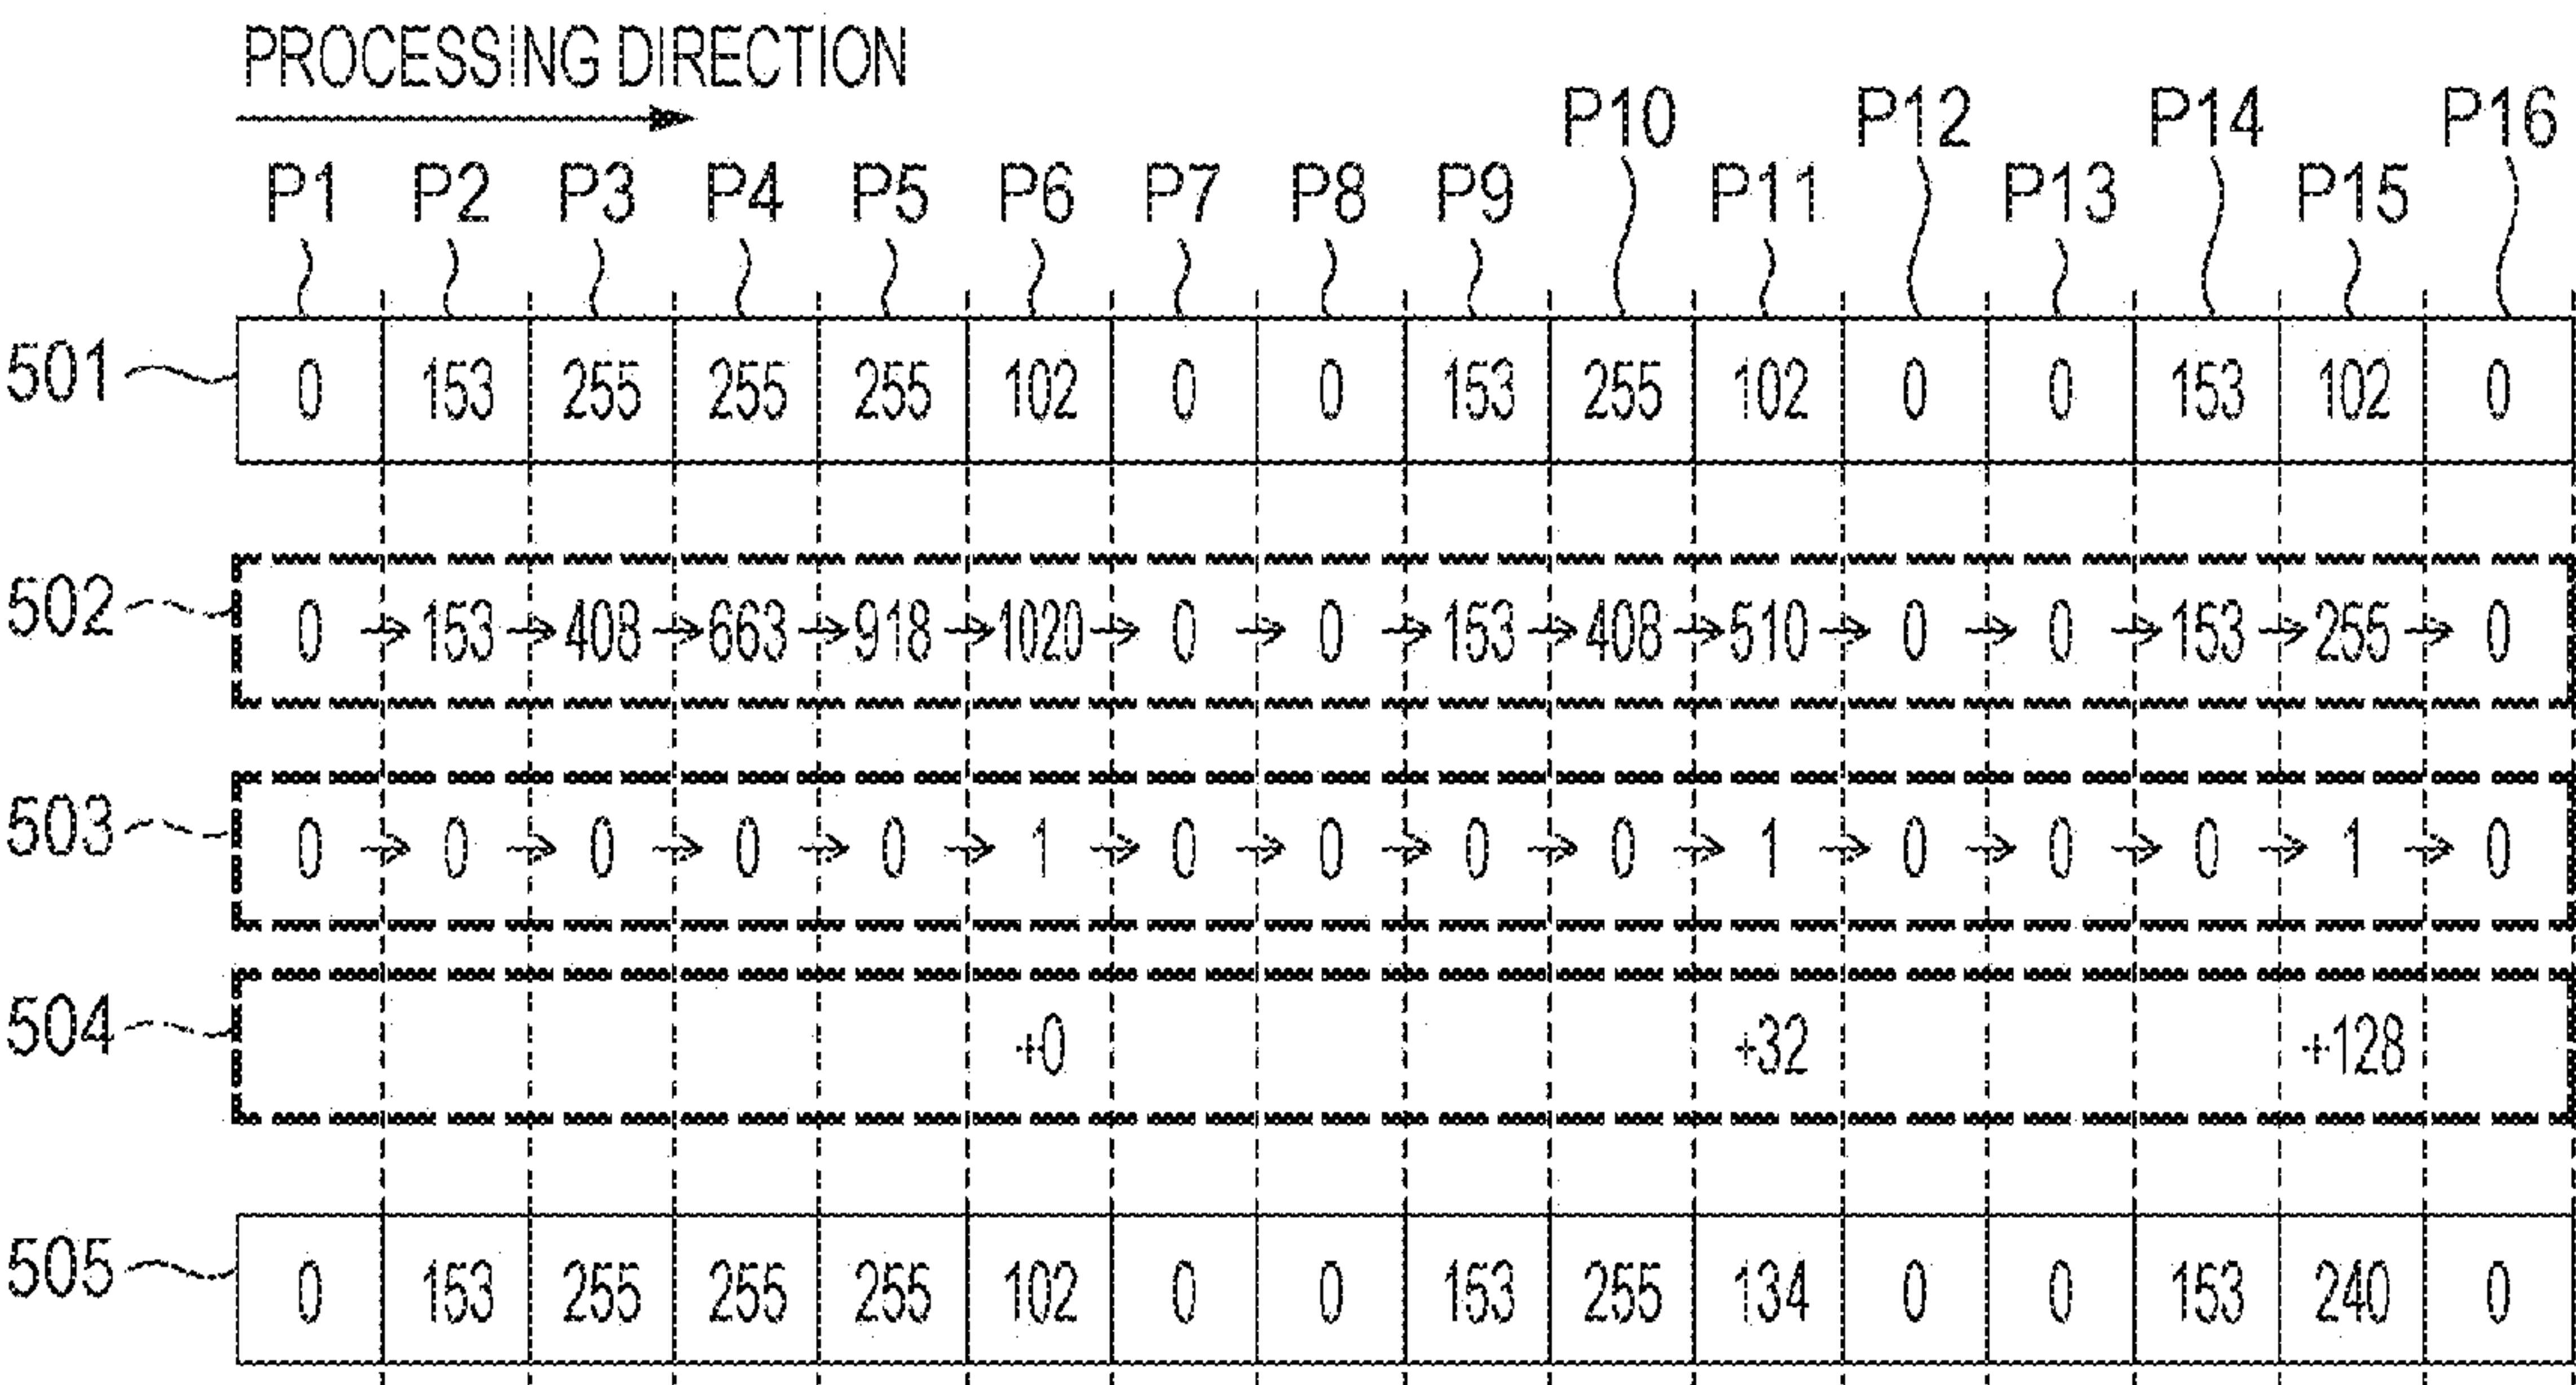 PROCESSING DIRECTION
P10 P12 P14 P16
P1 P2 P3 P4 P5 P6 P7 P8 P9 P11 P13 P15
501 0 153 255 255 255 102 0 0 153 255 102 0 0 153 102 0
502 0 → 153 → 408 → 663 → 918 → 1020 → 0 → 0 → 153 → 408 → 510 → 0 → 0 → 153 → 255 → 0
503 0 → 0 → 0 → 0 → 0 → 1 → 0 → 0 → 0 → 0 → 1 → 0 → 0 → 0 → 1 → 0
504 +0 +32 +128
505 0 153 255 255 255 102 0 0 153 255 134 0 0 153 240 0